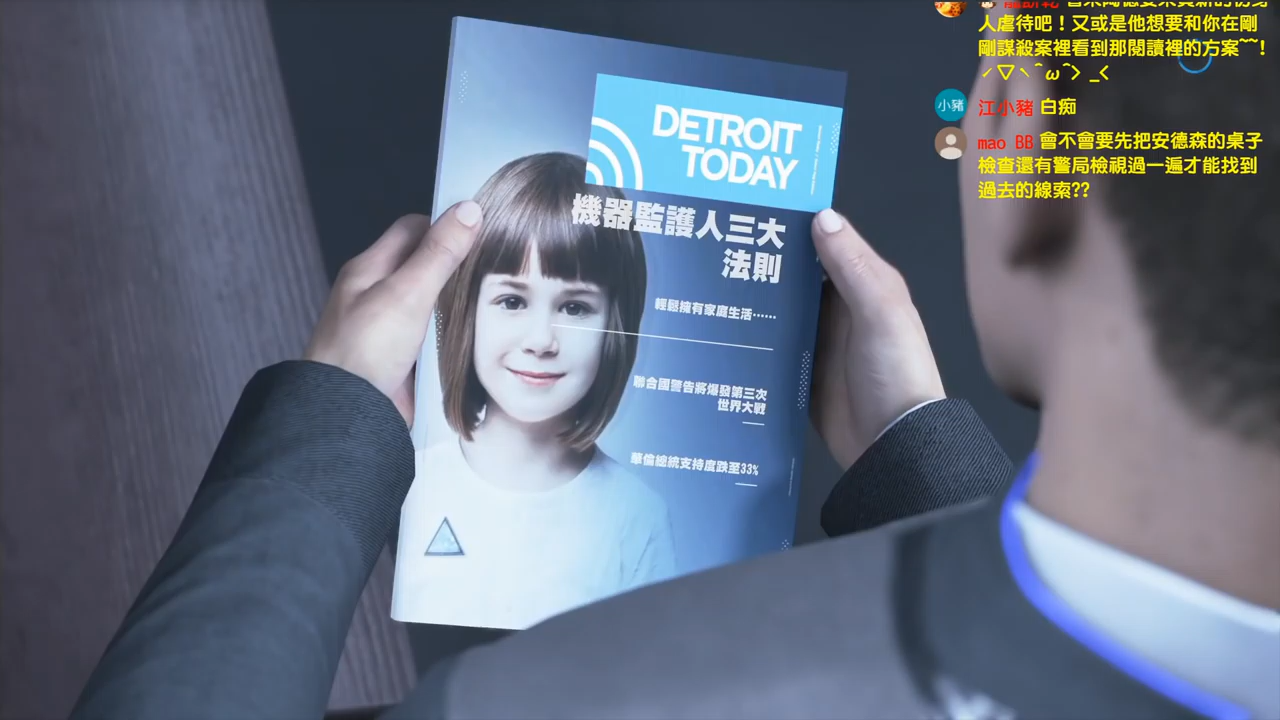 DETROIT
TODAY
機器監護人三大
法則
輕鬆擁有家庭生活⋯⋯
聯合國警告將爆發第三次
世界大戰
華倫總統支持度跌至33%
人虐待吧！又或是他想要和你在剛
剛謀殺案裡看到那閱讀裡的方案~~!
小豬
江小豬 白痴
mao BB 會不會要先把安德森的桌子
檢查還有警局檢視過一遍才能找到
過去的線索??